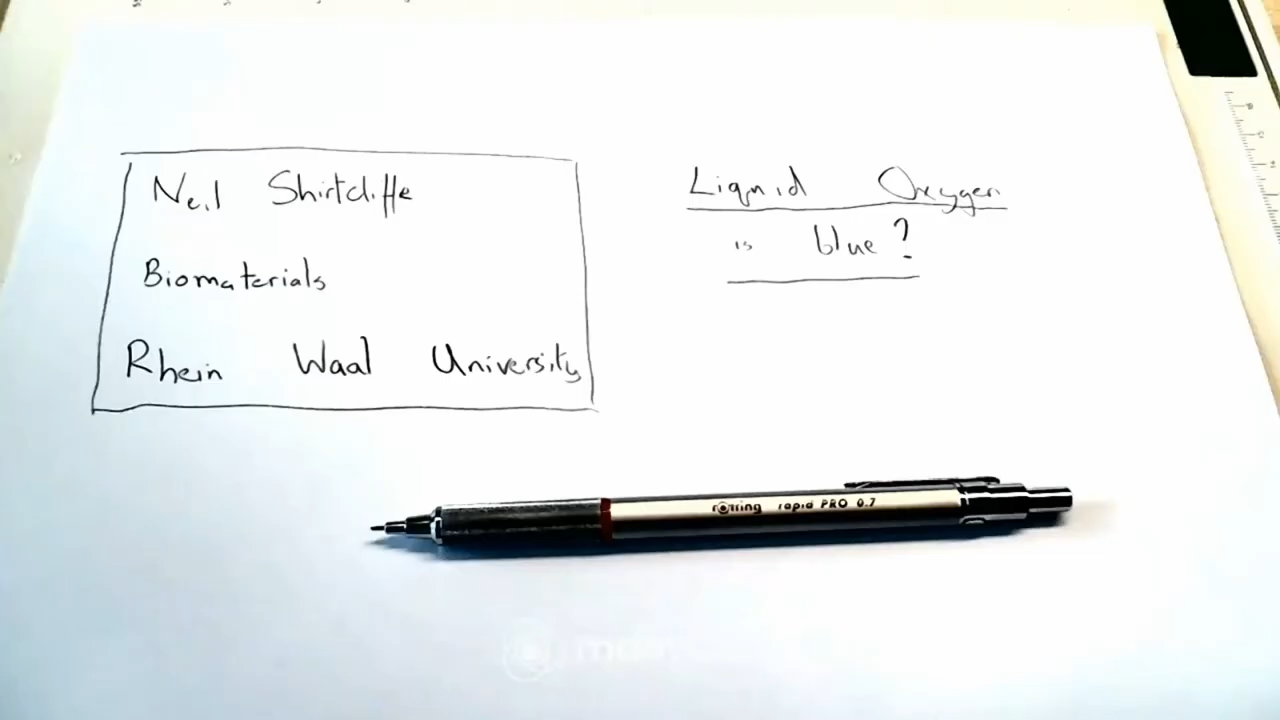 Neil Shirtcliffe
Biomaterials
Rhein Waal University
Liquid Oxygen
is blue?
rotring rapid PRO 0.7